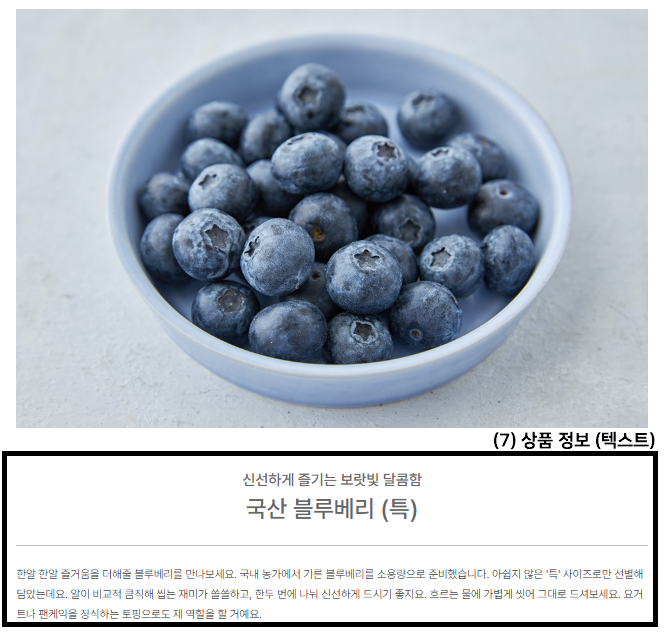 (7) 상품 정보 (텍스트)
신선하게 즐기는 보랏빛 달콤함
국산 블루베리 (특)
한알 한알 즐거움을 더해줄 블루베리를 만나보세요. 국내 농가에서 기른 블루베리를 소용량으로 준비했습니다. 아쉽지 않은 '특' 사이즈로만 선별해
담았는데요. 알이 비교적 큼직해 씹는 재미가 쏠쏠하고, 한두 번에 나눠 신선하게 드시기 좋지요. 흐르는 물에 가볍게 씻어 그대로 드셔보세요. 요거
트나 팬케익을 장식하는 토핑으로도 제 역할을 할 거예요.